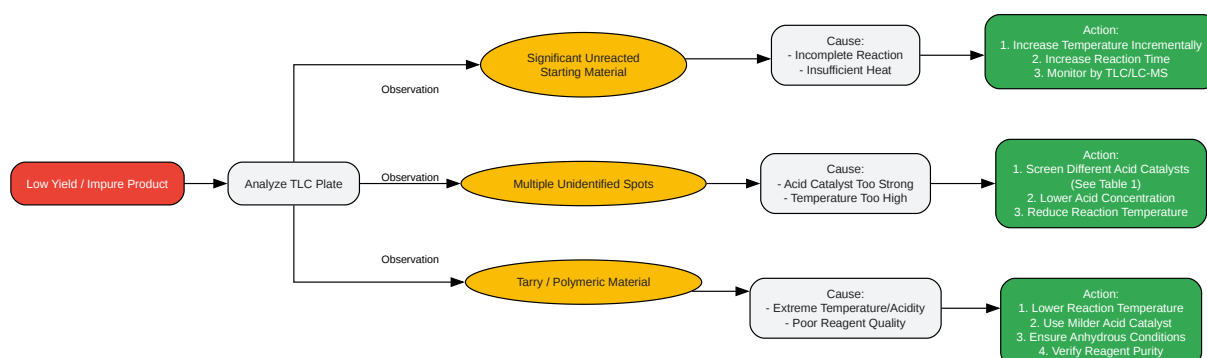 Low Yield / Impure Product
Analyze TLC Plate
Observation
Significant Unreacted
Starting Material
Cause:
- Incomplete Reaction
- Insufficient Heat
Action:
1. Increase Temperature Incrementally
2. Increase Reaction Time
3. Monitor by TLC/LC-MS
Observation
Multiple Unidentified Spots
Cause:
- Acid Catalyst Too Strong
- Temperature Too High
Action:
1. Screen Different Acid Catalysts
(See Table 1)
2. Lower Acid Concentration
3. Reduce Reaction Temperature
Observation
Tarry / Polymeric Material
Cause:
- Extreme Temperature/Acidity
- Poor Reagent Quality
Action:
1. Lower Reaction Temperature
2. Use Milder Acid Catalyst
3. Ensure Anhydrous Conditions
4. Verify Reagent Purity